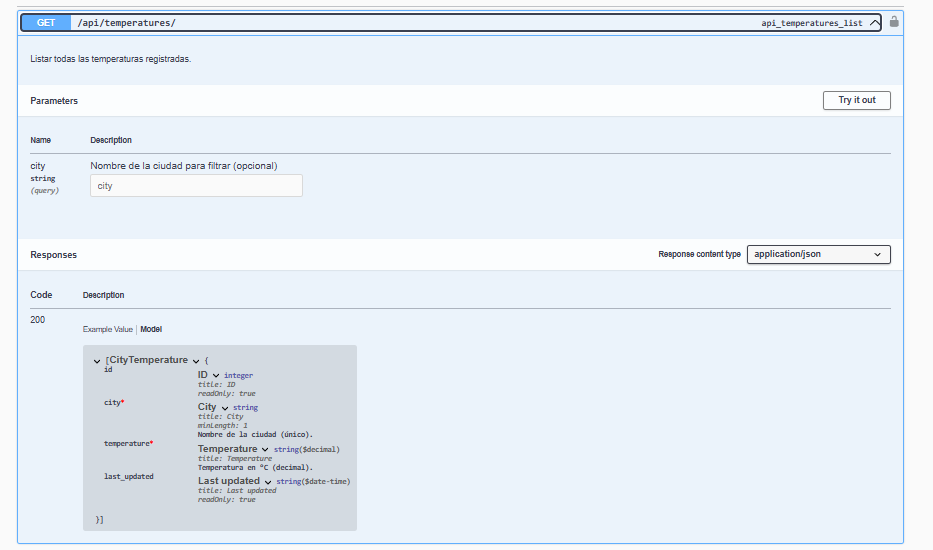 GET /api/temperatures/ api_temperatures_list
Listar todas las temperaturas registradas.
Parameters Try it out
Name Description
city Nombre de la ciudad para filtrar (opcional)
string
(query) city
Responses Response content type application/json
Code Description
200
Example Value Model
[CityTemperature {
id ID integer
title: ID
readOnly: true
city* City string
title: City
minLength: 1
Nombre de la ciudad (único).
temperature* Temperature string($decimal)
title: Temperature
Temperatura en °C (decimal).
last_updated Last updated string($date-time)
title: Last updated
readOnly: true
}]